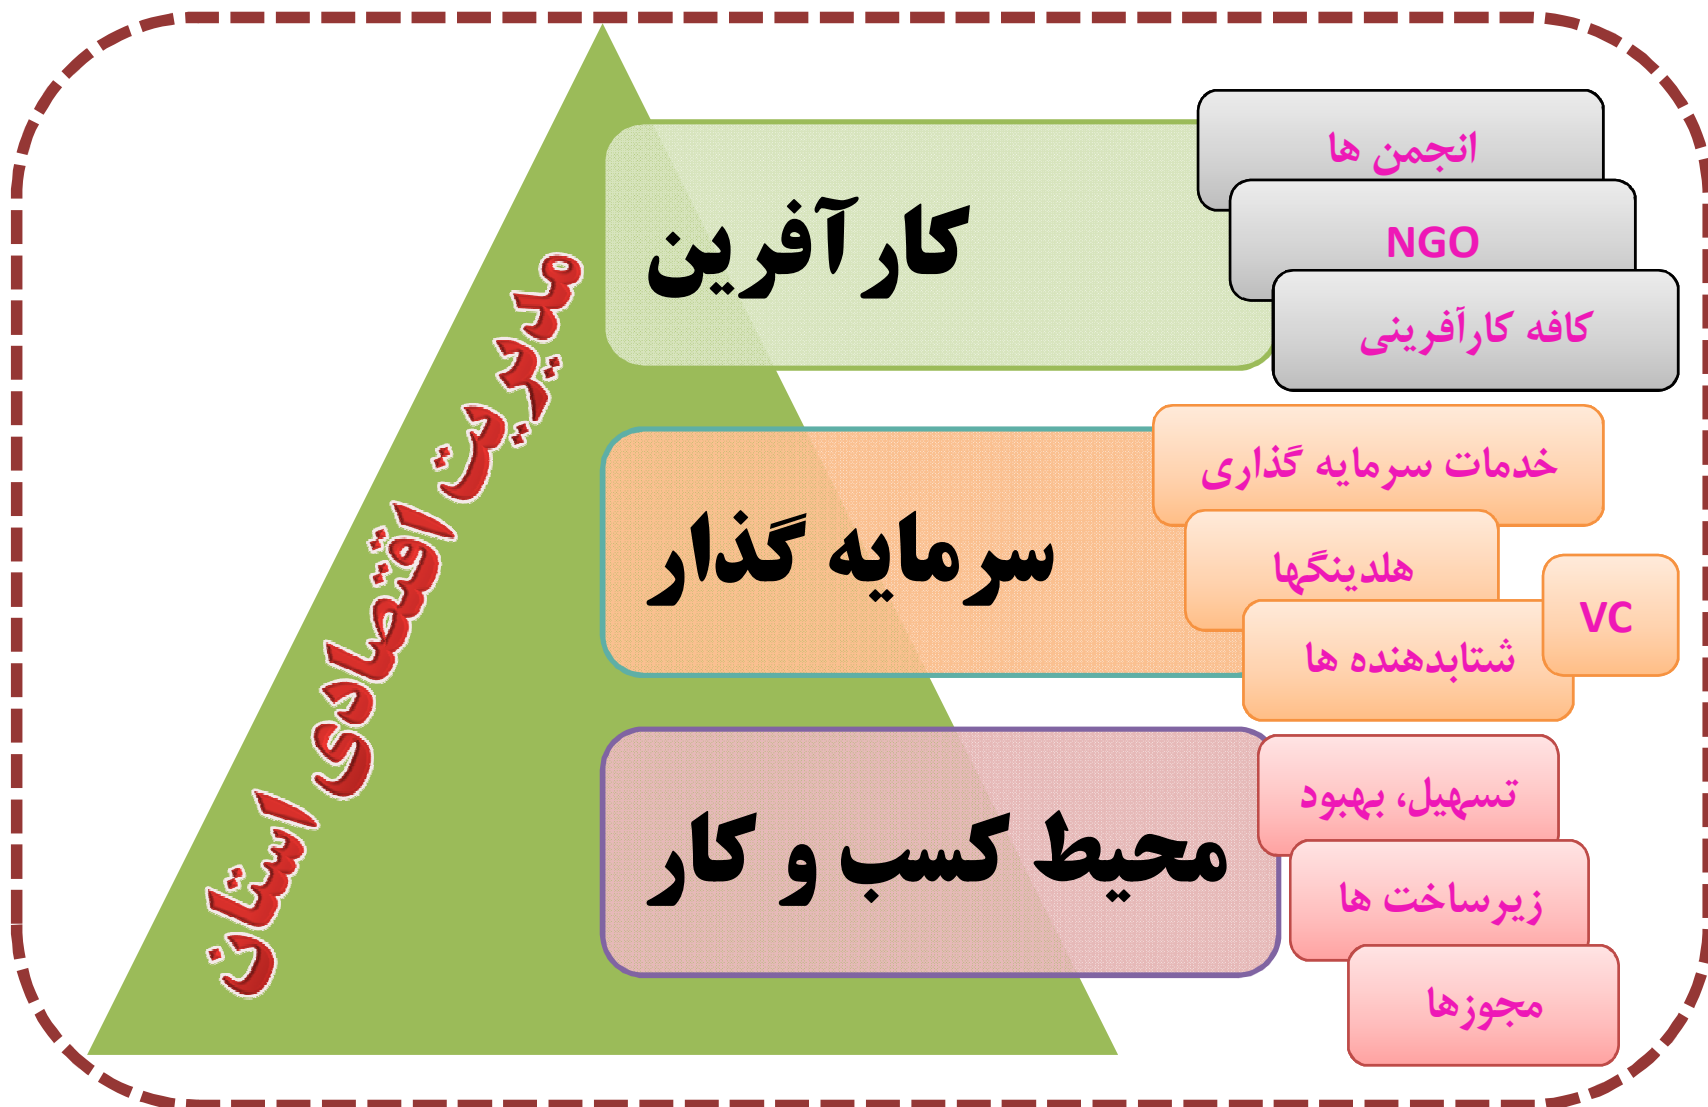 مدیریت اقتصادی استان
کارآفرین
انجمن ها
NGO
کافه کارآفرینی
سرمایه گذار
خدمات سرمایه گذاری
هلدینگها
VC
شتابدهنده ها
محیط کسب و کار
تسهیل، بهبود
زیرساخت ها
مجوزها